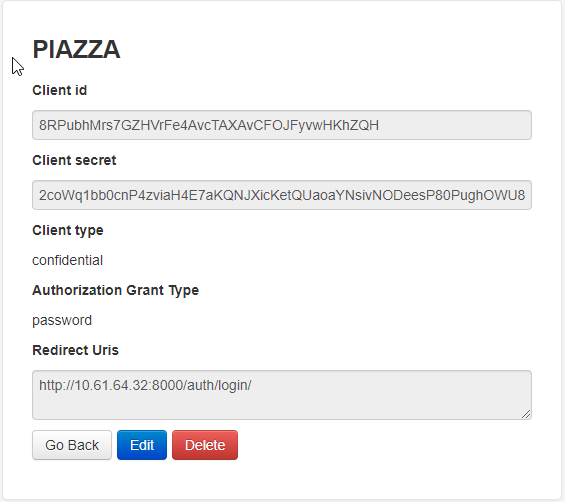 PIAZZA
Client id
8RPubhMrs7GZHVrFe4AvcTAXAvCFOJFyvwHKhZQH
Client secret
2coWq1bb0cnP4zviaH4E7aKQNJXicKetQUaoaYNsivNODeesP80PughOWU8
Client type
confidential
Authorization Grant Type
password
Redirect Uris
http://10.61.64.32:8000/auth/login/
Go Back Edit Delete